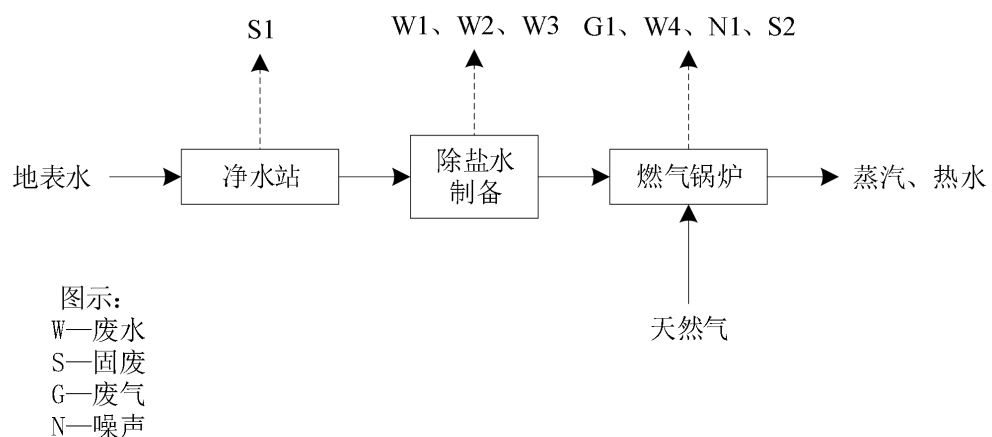 S1
W1、W2、W3
G1、W4、N1、S2
地表水
净水站
除盐水
制备
燃气锅炉
蒸汽、热水
天然气
图示：
W—废水
S—固废
G—废气
N—噪声